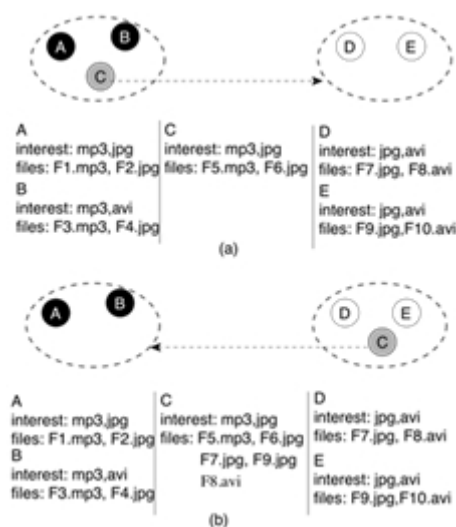 A
B
C
D
E
A
interest: mp3,jpg
files: F1.mp3, F2.jpg
B
interest: mp3,avi
files: F3.mp3, F4.jpg
C
interest: mp3,jpg
files: F5.mp3, F6.jpg
D
interest: jpg,avi
files: F7.jpg, F8.avi
E
interest: jpg,avi
files: F9.jpg,F10.avi
(a)
A
B
D
E
C
A
interest: mp3.jpg
files: F1.mp3, F2.jpg
B
interest: mp3,avi
files: F3.mp3, F4.jpg
C
interest: mp3,jpg
files: F5.mp3, F6.jpg
F7.jpg, F9.jpg
F8.avi
D
interest: jpg,avi
files: F7.jpg, F8.avi
E
interest: jpg,avi
files: F9.jpg,F10.avi
(b)